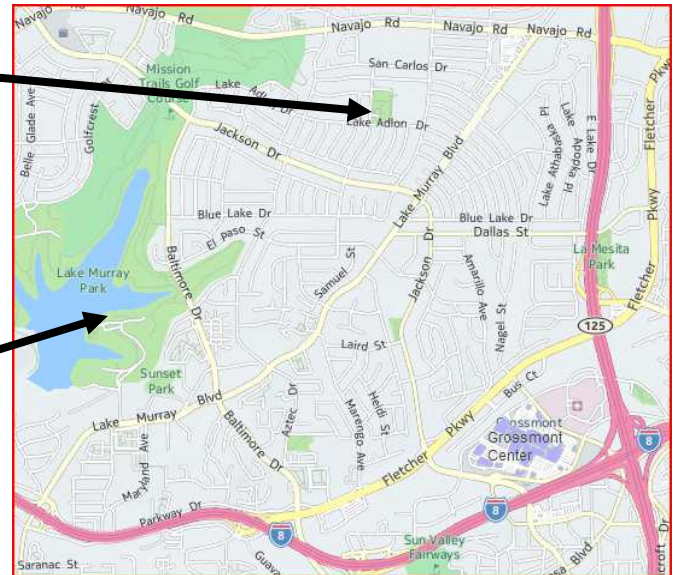 Navajo Rd
Navajo Rd
Navajo Rd
Navajo
San Carlos Dr
Mission
Trails Golf
Course
Lake Adlon Dr
Lake Adlon Dr
Belle Glade Ave
Golfcrest
Jackson Dr
Lake Murray Blvd
Lake Athabaska Pl
Lake Apopka Pl
E Lake Dr
Fletcher Pkwy
Fletcher Pkwy
Blue Lake Dr
El Paso St
Blue Lake Dr
Dallas St
La Mesita
Park
Lake Murray
Park
Baltimore Dr
Samuel St
Jackson Dr
Amarillo Ave
Nagel St
Fletcher
125
Laird St
Sunset
Park
Bus Ct
Lake Murray Blvd
Baltimore Dr
Aztec Dr
Marengo Ave
Heidi St
Fletcher Pkwy
Grossmont
Grossmont
Center
8
Maryland Ave
Parkway Dr
8
8
Sun Valley
Fairways
Saranac St
Blvd
croft Dr